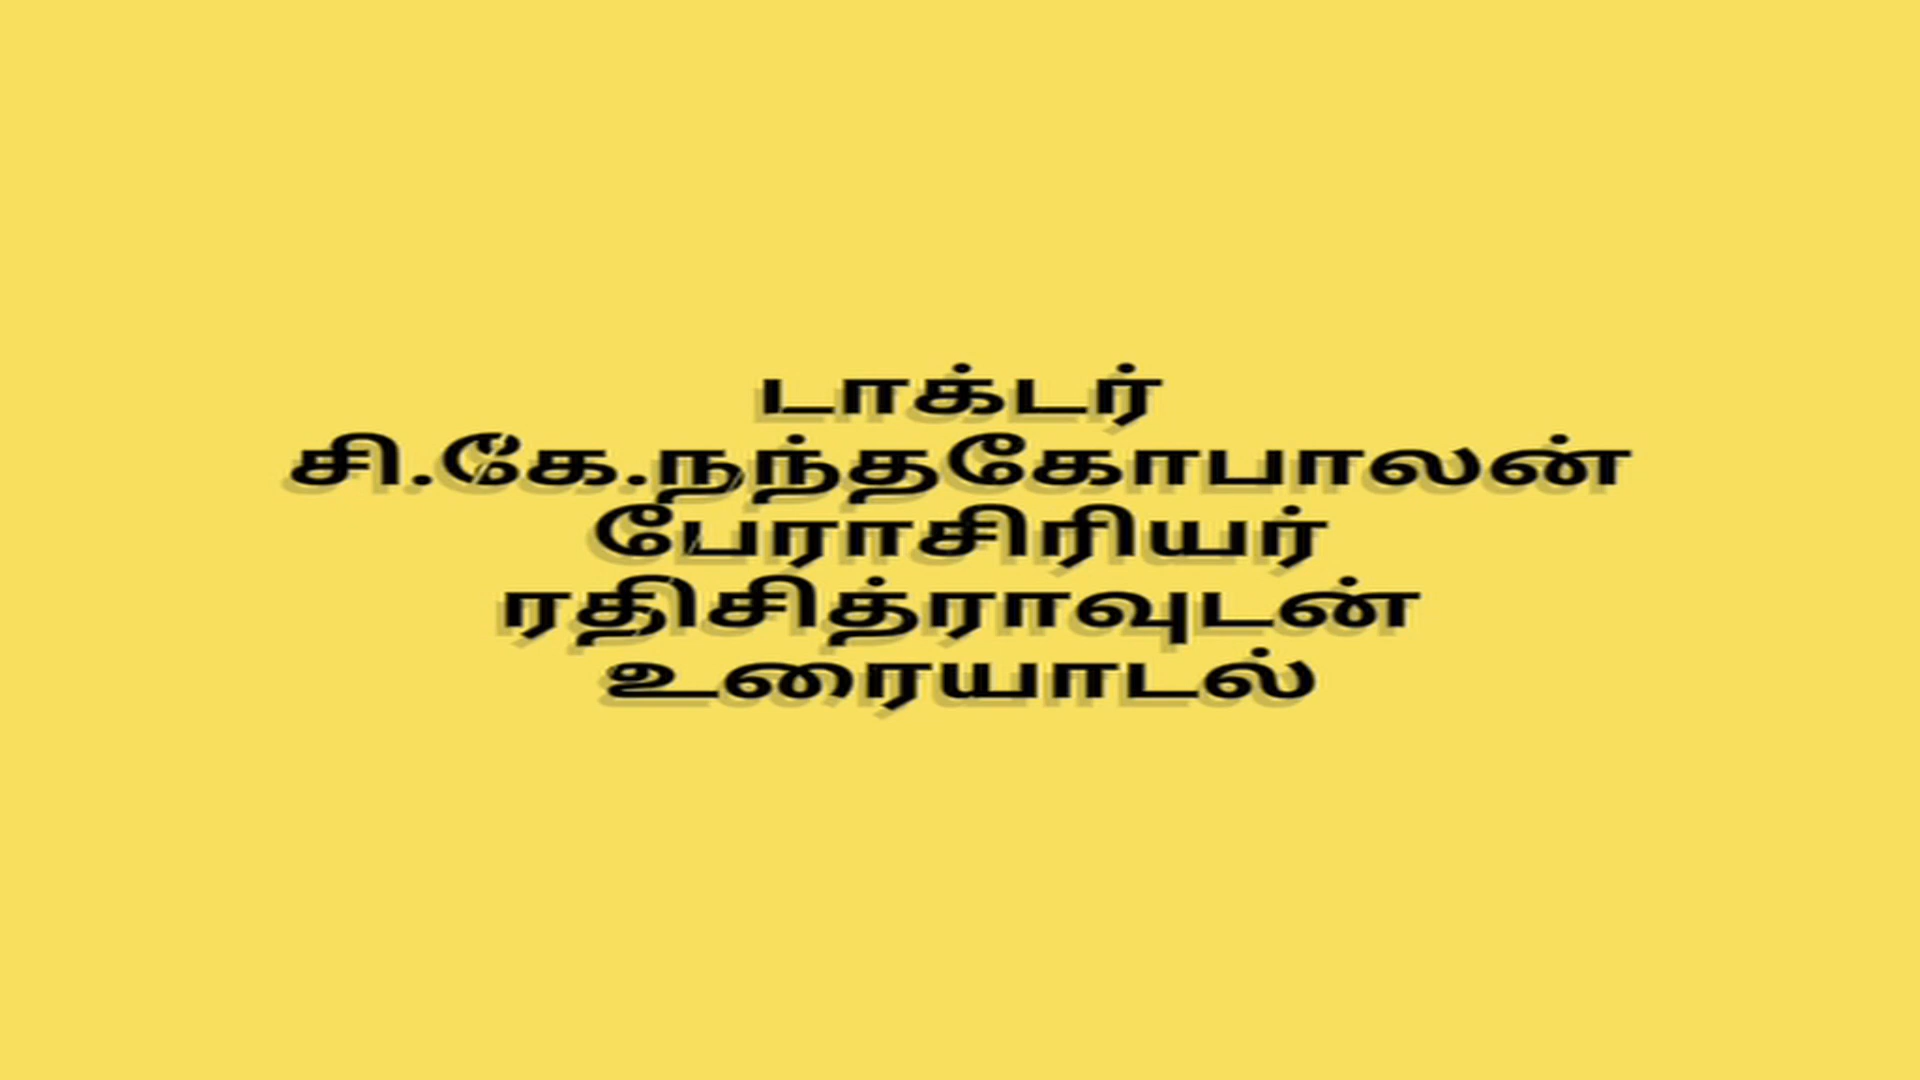 டாக்டர்
சி.கே.நந்தகோபாலன்
பேராசிரியர்
ரதிசித்ராவுடன்
உரையாடல்